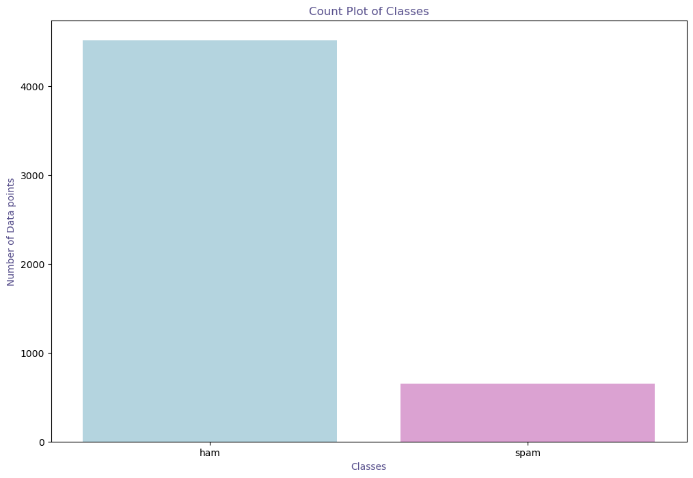 Count Plot of Classes
Number of Data points
4000
3000
2000
1000
0
ham
spam
Classes